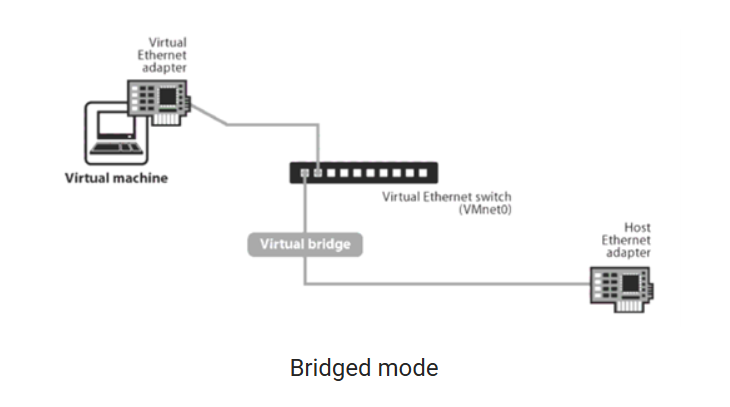 Virtual
Ethernet
adapter
Virtual machine
Virtual Ethernet switch
(VMnet0)
Virtual bridge
Host
Ethernet
adapter
Bridged mode